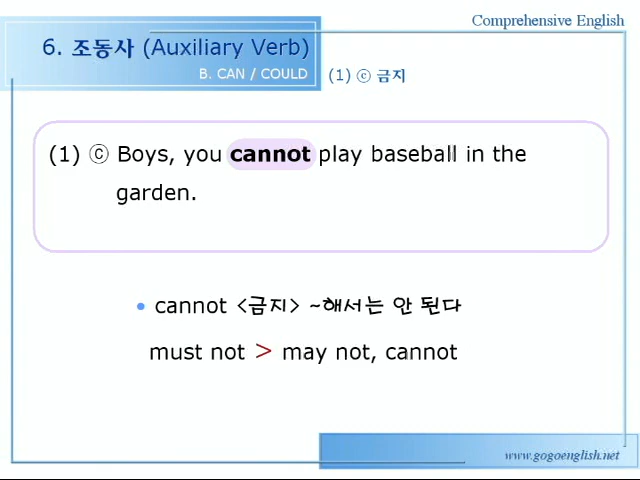 Comprehensive English
6. 조동사 (Auxiliary Verb)
B. CAN / COULD
(1) ⓒ 금지
(1) ⓒ Boys, you cannot play baseball in the
garden.
• cannot <금지> ~해서는 안 된다
must not > may not, cannot
www.gogoenglish.net